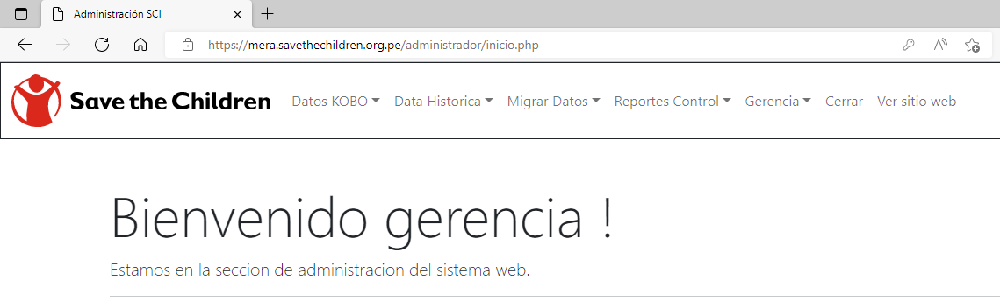 Administración SCI
https://mera.savethechildren.org.pe/administrador/inicio.php
Save the Children Datos KOBO Data Historica Migrar Datos Reportes Control Gerencia Cerrar Ver sitio web
Bienvenido gerencia !
Estamos en la seccion de administracion del sistema web.